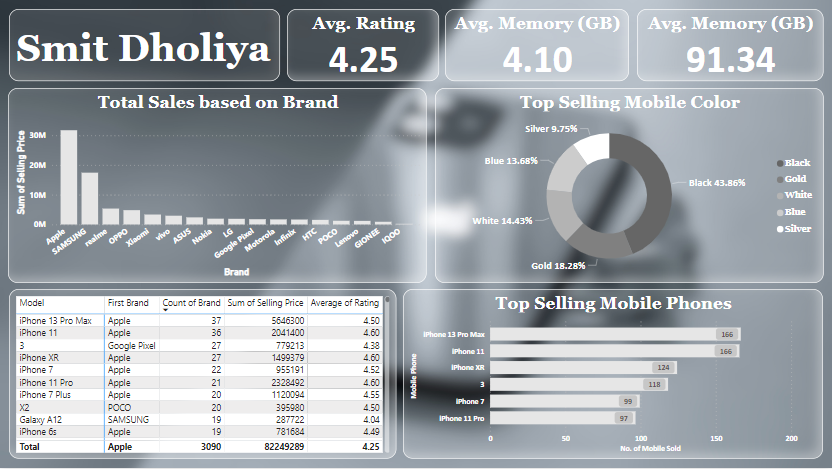 Smit Dholiya
Avg. Rating
4.25
Avg. Memory (GB)
4.10
Avg. Memory (GB)
91.34
Total Sales based on Brand
Sum of Selling Price
30M
20M
10M
0M
Apple
SAMSUNG
realme
OPPO
Xiaomi
vivo
ASUS
Nokia
LG
Google Pixel
Motorola
Infinix
HTC
POCO
Lenovo
GIONEE
IQOO
Brand
Top Selling Mobile Color
Silver 9.75%
Blue 13.68%
White 14.43%
Gold 18.28%
Black 43.86%
Black
Gold
White
Blue
Silver
Model First Brand Count of Brand Sum of Selling Price Average of Rating
iPhone 13 Pro Max Apple 37 5646300 4.50
iPhone 11 Apple 36 2041400 4.60
3 Google Pixel 27 779213 4.38
iPhone XR Apple 27 1499379 4.60
iPhone 7 Apple 22 955191 4.52
iPhone 11 Pro Apple 21 2328492 4.60
iPhone 7 Plus Apple 20 1120094 4.55
X2 POCO 20 395980 4.50
Galaxy A12 SAMSUNG 19 287722 4.04
iPhone 6s Apple 19 781684 4.49
Total Apple 3090 82249289 4.25
Top Selling Mobile Phones
Mobile Phone
iPhone 13 Pro Max 166
iPhone 11 166
iPhone XR 124
3 118
iPhone 7 99
iPhone 11 Pro 97
0 50 100 150 200
No. of Mobile Sold